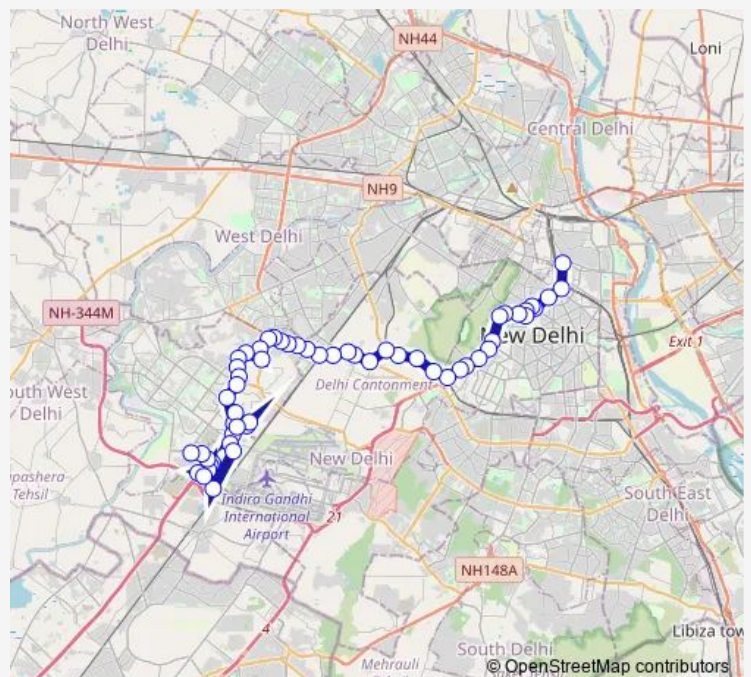 North West
Delhi
NH44
Loni
Central Delhi
NH9
West Delhi
NH-344M
New Delhi
Exit 1
South West
Delhi
Delhi Cantonment
New Delhi
apashera
Tehsil
Indira Gandhi
International
Airport
21
South East
Delhi
NH148A
4
Libiza tow
South Delhi
Mehrauli
© OpenStreetMap contributors